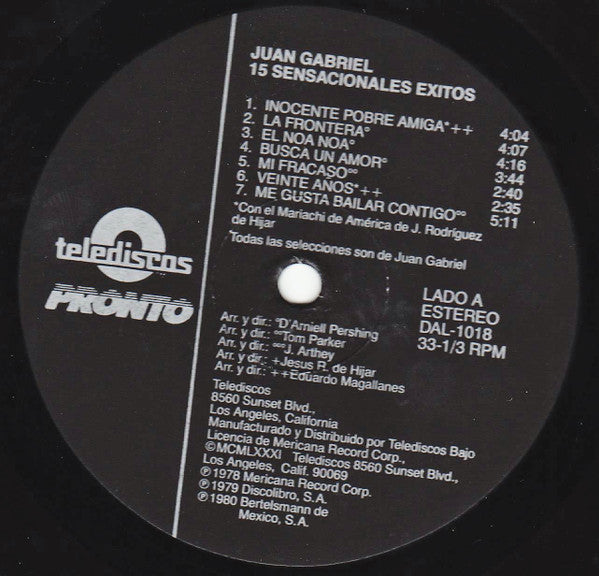 JUAN GABRIEL
15 SENSACIONALES EXITOS
1. INOCENTE POBRE AMIGA*++ 4:04
2. LA FRONTERA° 4:07
3. EL NOA NOA° 4:16
4. BUSCA UN AMOR° 3:44
5. MI FRACASO°° 2:40
6. VEINTE AÑOS*++ 2:35
7. ME GUSTA BAILAR CONTIGO°° 5:11
*Con el Mariachi de América de J. Rodríguez
de Hijar
*Todas las selecciones son de Juan Gabriel
telediscos
PRONTO
LADO A
ESTEREO
DAL-1018
33-1/3 RPM
Arr. y dir.: °D'Arniell Pershing
Arr. y dir.: °°Tom Parker
Arr. y dir.: °°°J. Arthey
Arr. y dir.: +Jesus R. de Hijar
Arr. y dir.: ++Eduardo Magallanes
Telediscos
8560 Sunset Blvd.,
Los Angeles, California
Manufacturado y Distribuido por Telediscos Bajo
Licencia de Mericana Record Corp.,
©MCMLXXXI Telediscos 8560 Sunset Blvd.,
Los Angeles, Calif. 90069
℗1978 Mericana Record Corp.
℗1979 Discolibro, S.A.
℗1980 Bertelsmann de
Mexico, S.A.